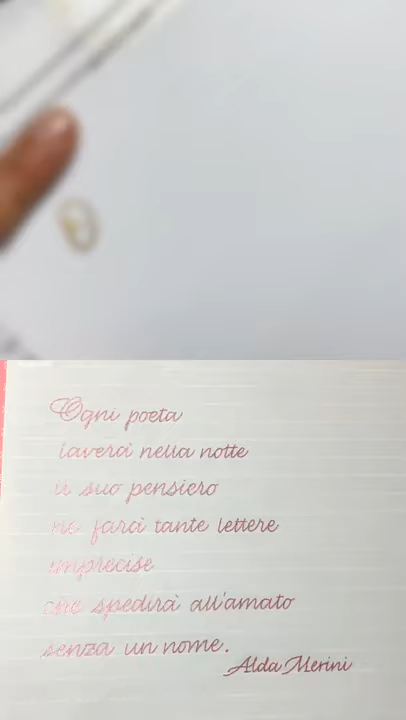 Ogni poeta
laverà nella notte
il suo pensiero
ne farà tante lettere
imprecise
che spedirà all'amato
senza un nome.
Alda Merini